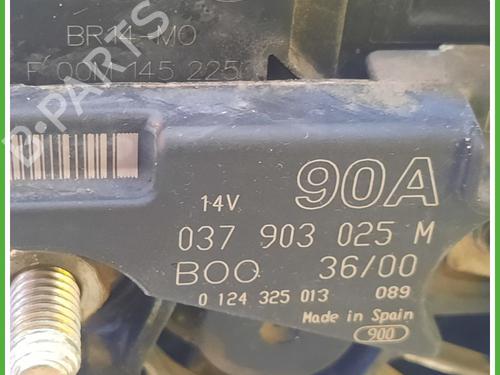 BR14-M0
F 00M 145 225
90A
14V
037 903 025 M
BOO 36/00
0 124 325 013 089
Made in Spain
900
B-PARTS